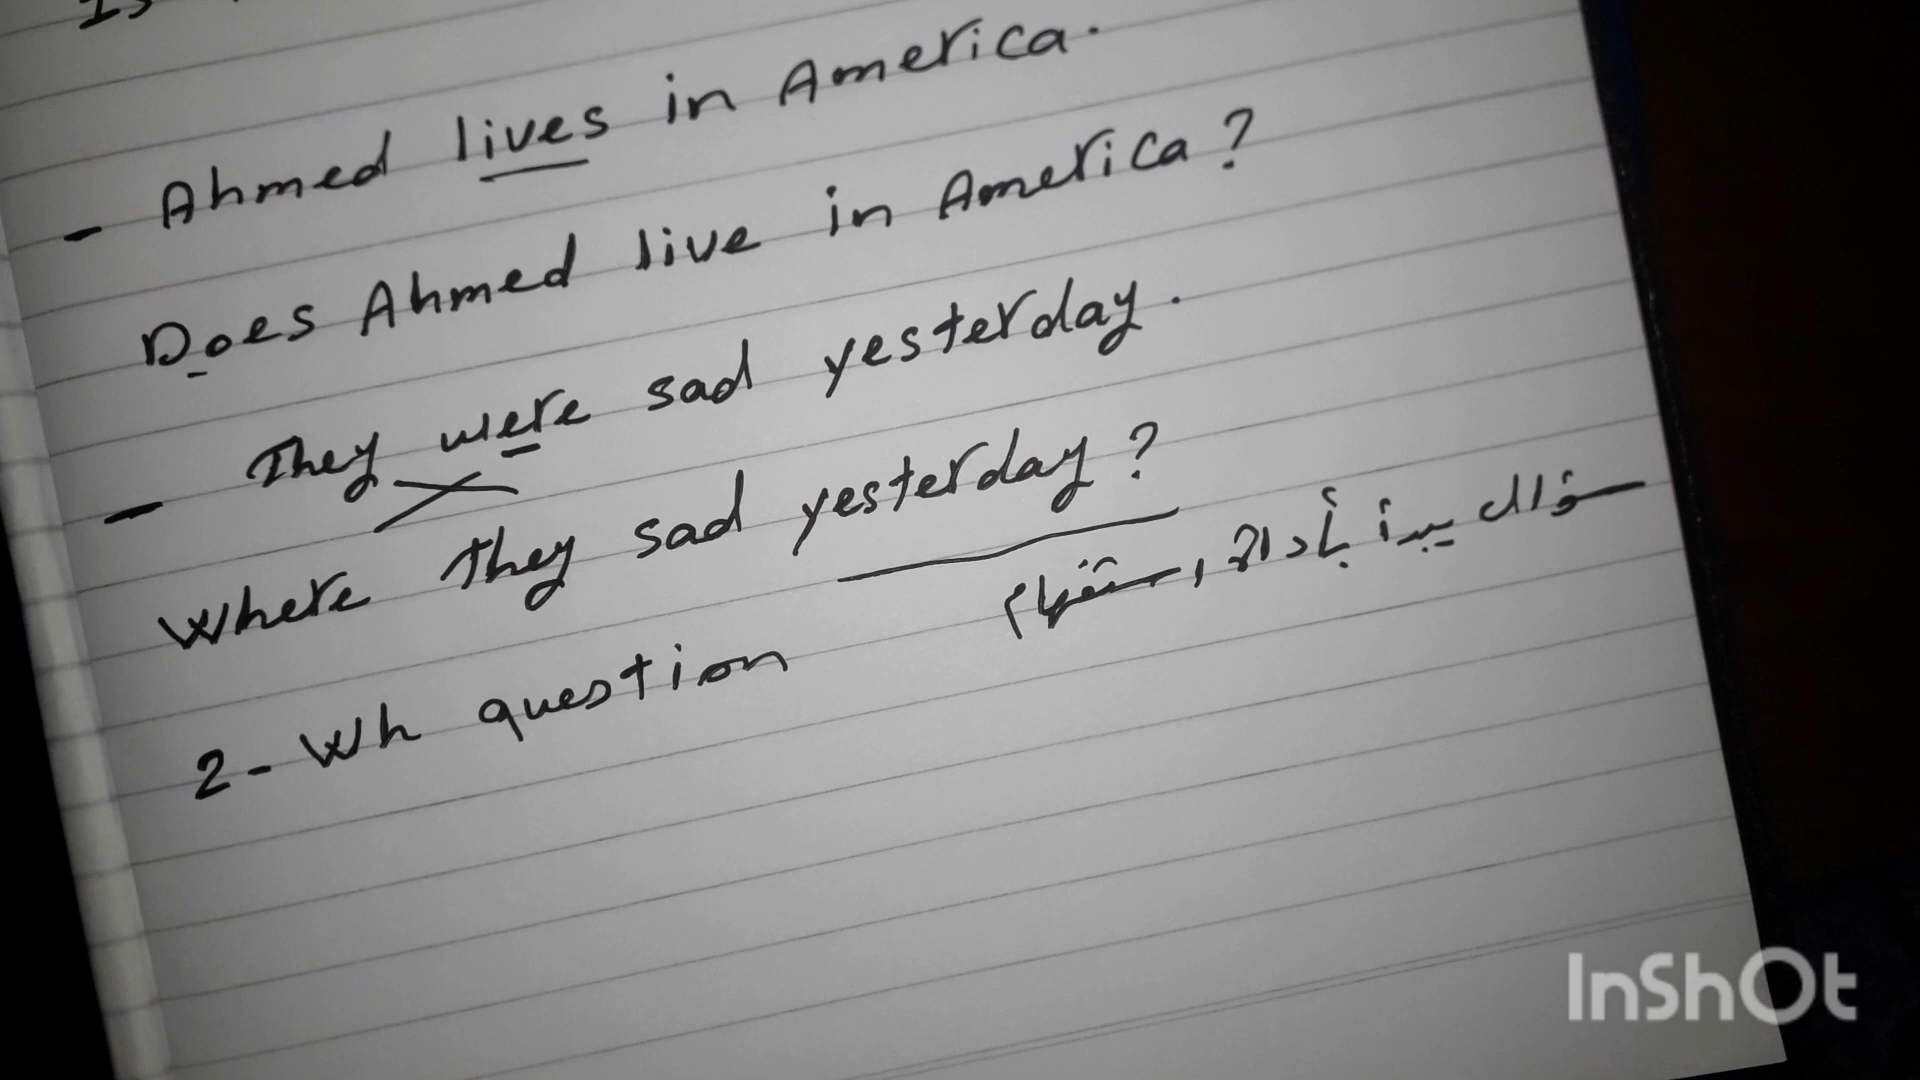 Is
- Ahmed lives in America.
Does Ahmed live in America?
- They were sad yesterday.
Where they sad yesterday?
سؤال يبدأ بأداة استفهام
2- Wh question
InShOt